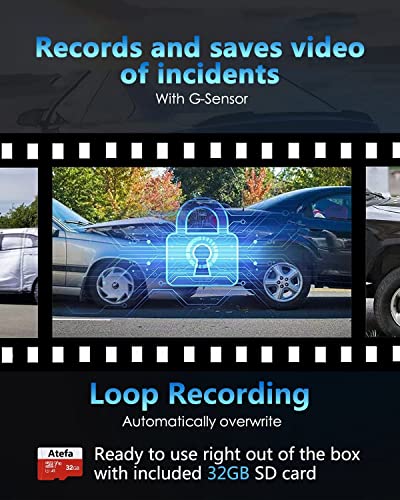 Records and saves video
of incidents
With G-Sensor
Loop Recording
Automatically overwrite
Atefa
32GB
Ready to use right out of the box
with included 32GB SD card